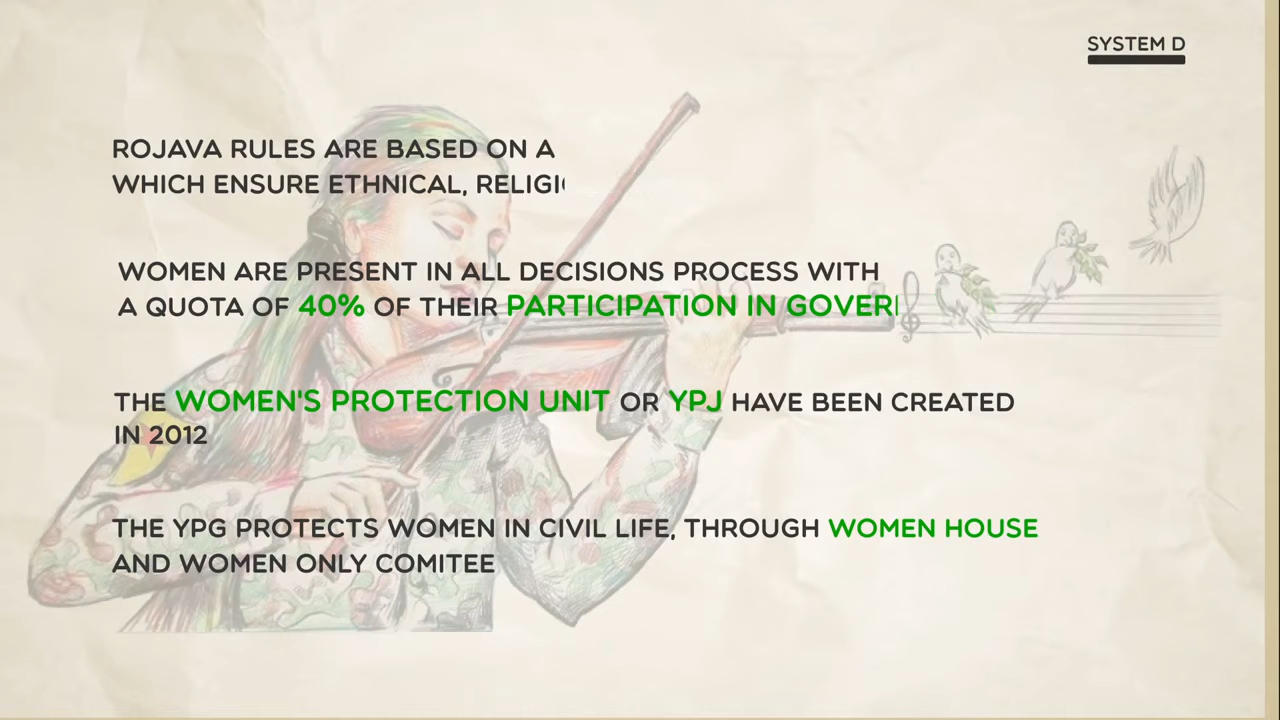 SYSTEM D
ROJAVA RULES ARE BASED ON A
WHICH ENSURE ETHNICAL,
WOMEN ARE PRESENT IN ALL DECISIONS PROCESS WITH
A QUOTA OF 40% OF THEIR PARTICIPATION IN
THE WOMEN'S PROTECTION UNIT OR YPJ HAVE BEEN CREATED
IN 2012
THE YPG PROTECTS WOMEN IN CIVIL LIFE, THROUGH WOMEN HOUSE
AND WOMEN ONLY COMITEE